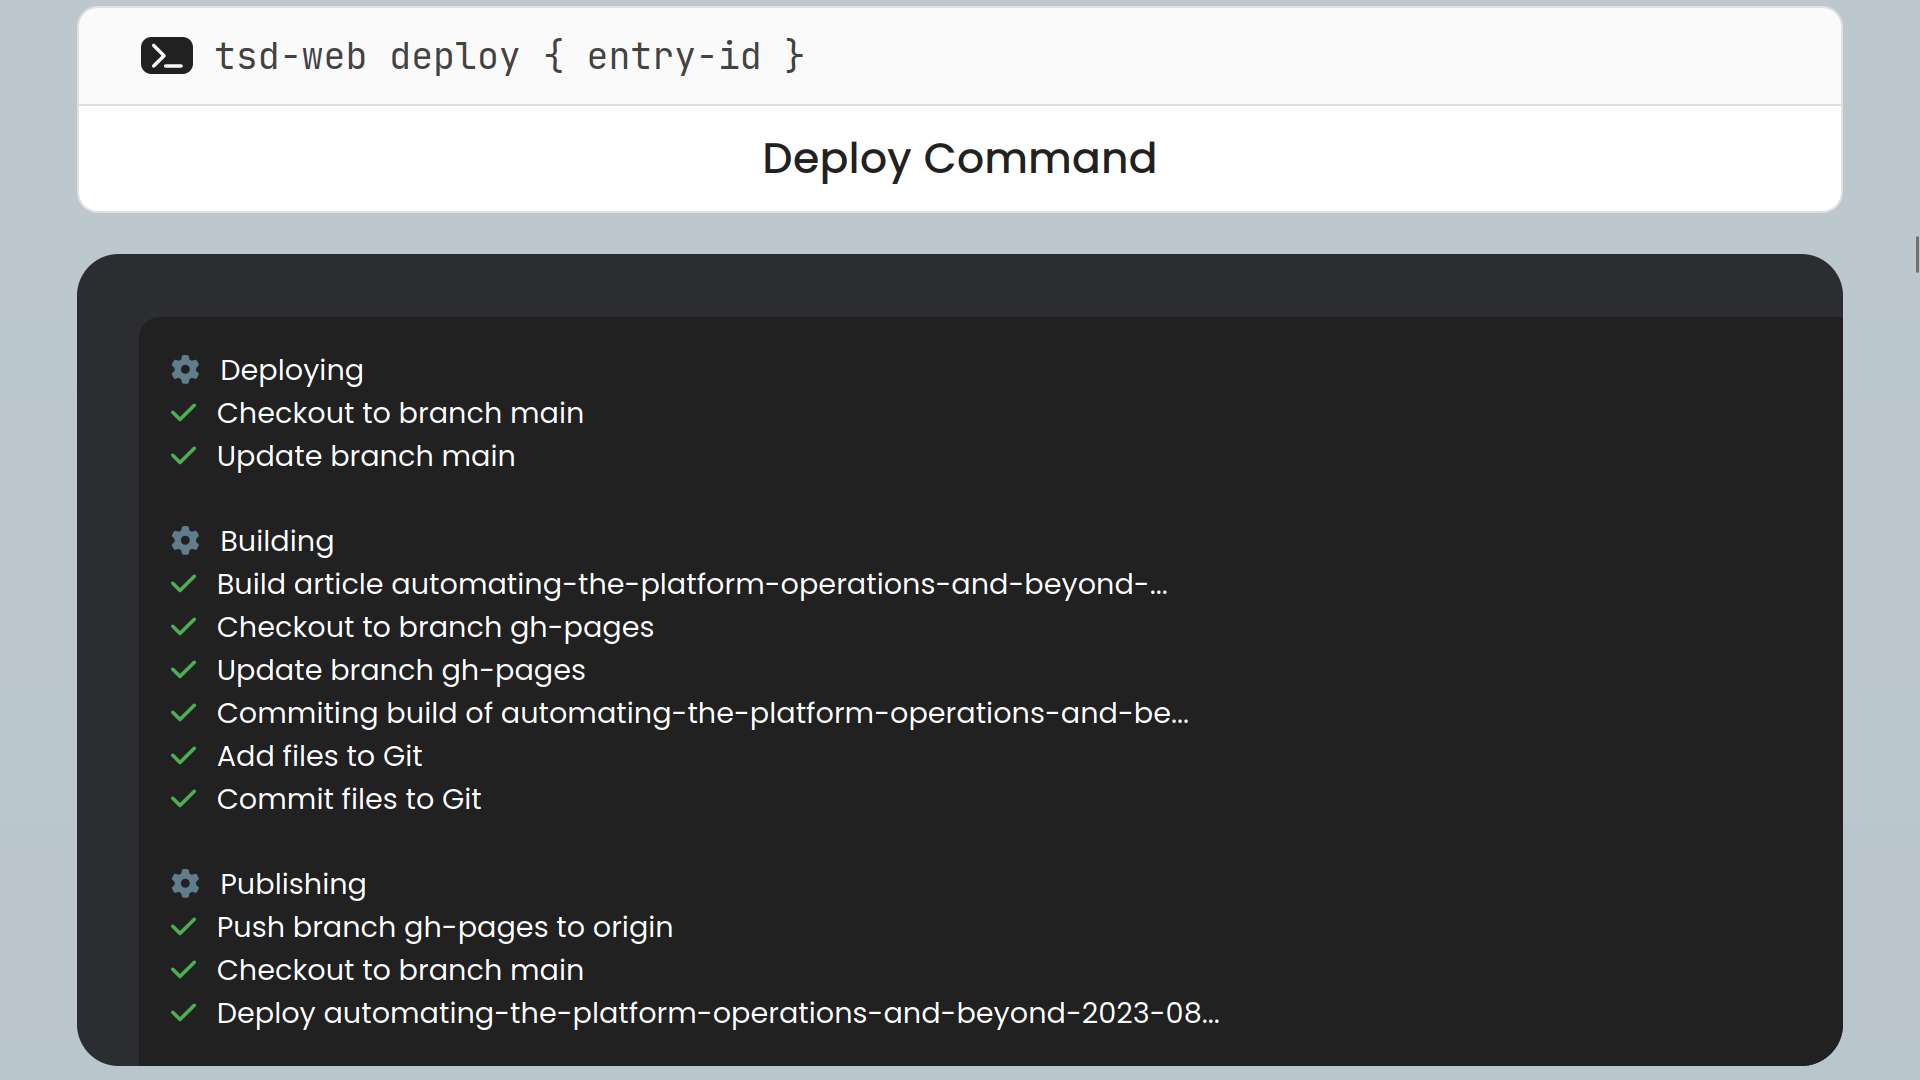 tsd-web deploy { entry-id }
Deploy Command
Deploying
Checkout to branch main
Update branch main
Building
Build article automating-the-platform-operations-and-beyond-...
Checkout to branch gh-pages
Update branch gh-pages
Commiting build of automating-the-platform-operations-and-be...
Add files to Git
Commit files to Git
Publishing
Push branch gh-pages to origin
Checkout to branch main
Deploy automating-the-platform-operations-and-beyond-2023-08...